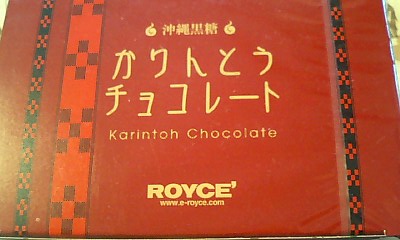 沖縄黒糖
かりんとう
チョコレート
Karintoh Chocolate
ROYCE'
www.e-royce.com